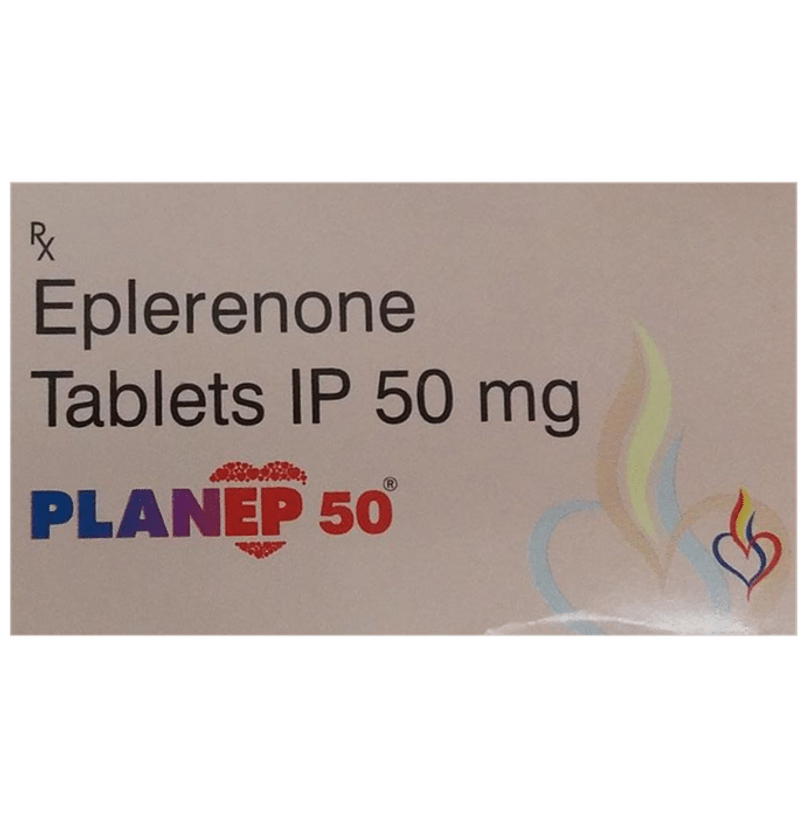 Rx
Eplerenone
Tablets IP 50 mg
PLANEP 50®